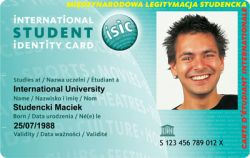 MIĘDZYNARODOWA LEGITYMACJA STUDENCKA
INTERNATIONAL
STUDENT
IDENTITY CARD
isic
Studies at / Nazwa uczelni / Étudiant à
International University
Name / Nazwisko i imię / Nom
Studencki Maciek
Born / Data urodzenia / Né(e) le
25/07/1988
Validity / Data ważności / Validité
S 123 456 789 012 X